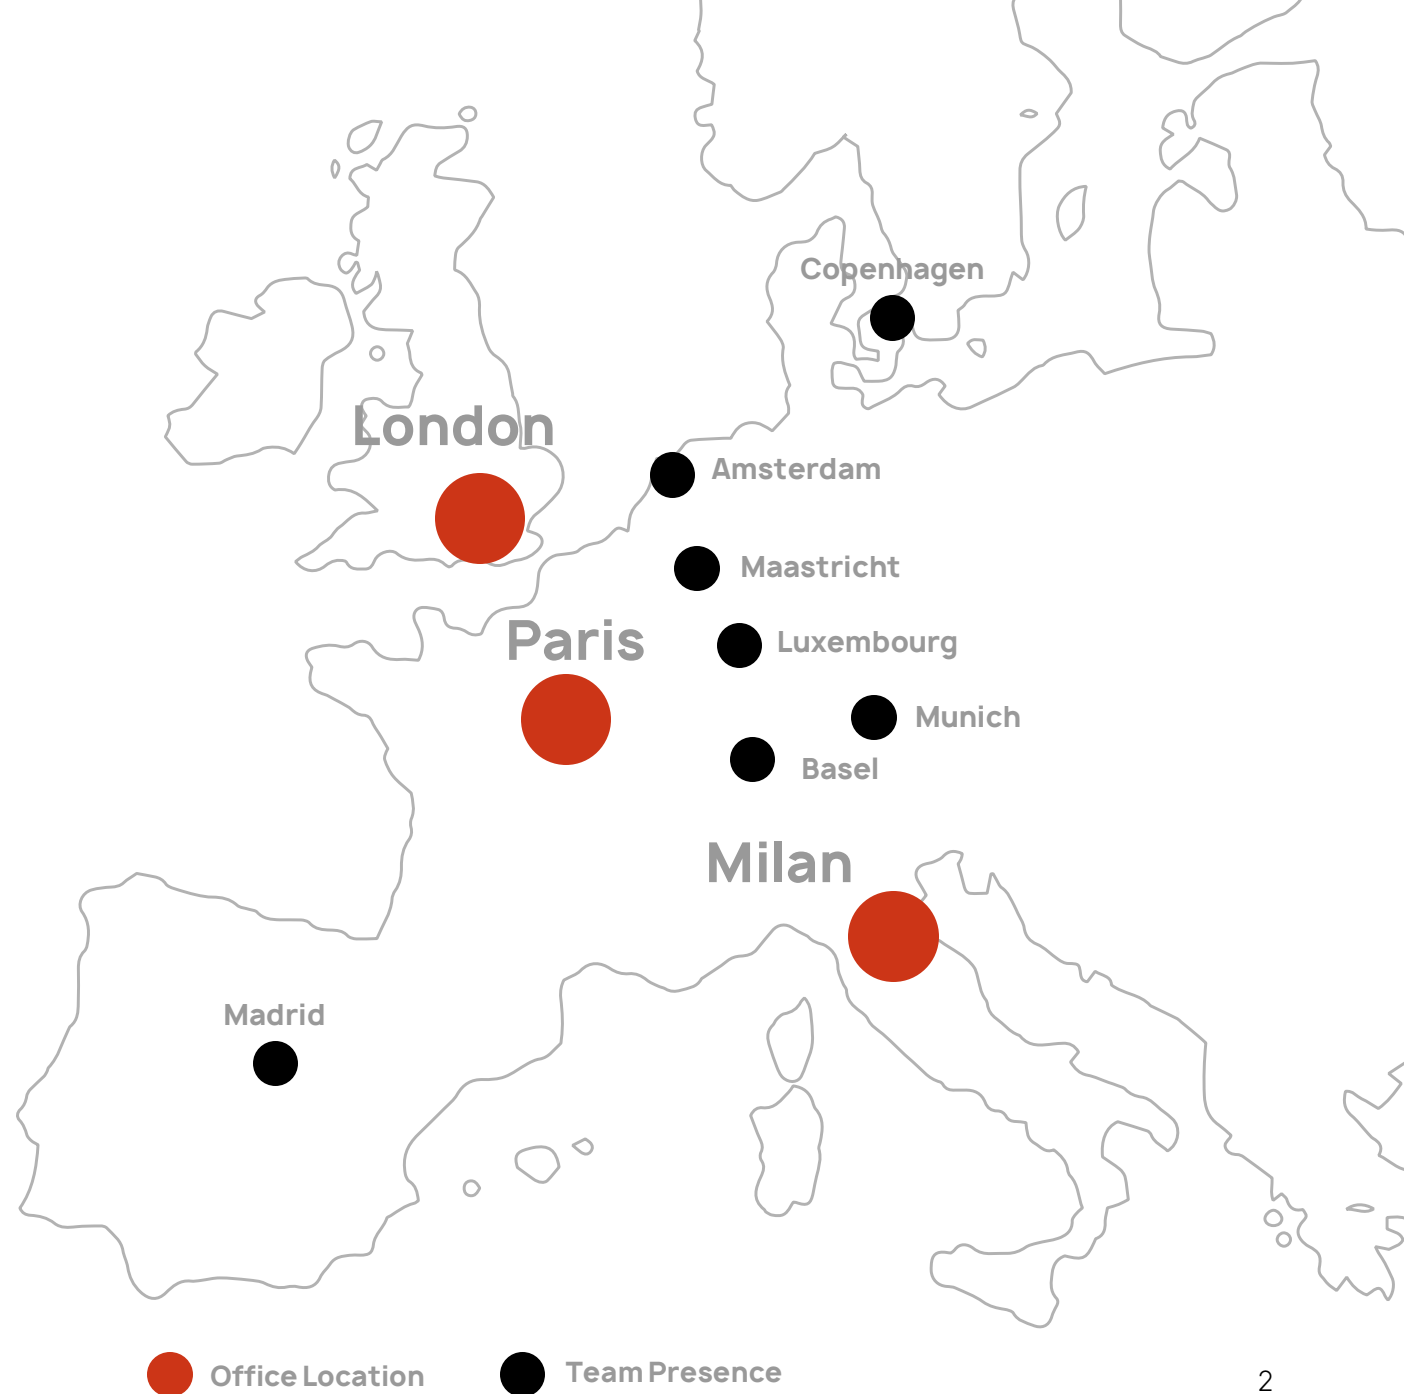 Copenhagen
London
Amsterdam
Maastricht
Paris
Luxembourg
Munich
Basel
Milan
Madrid
Office Location
Team Presence
2